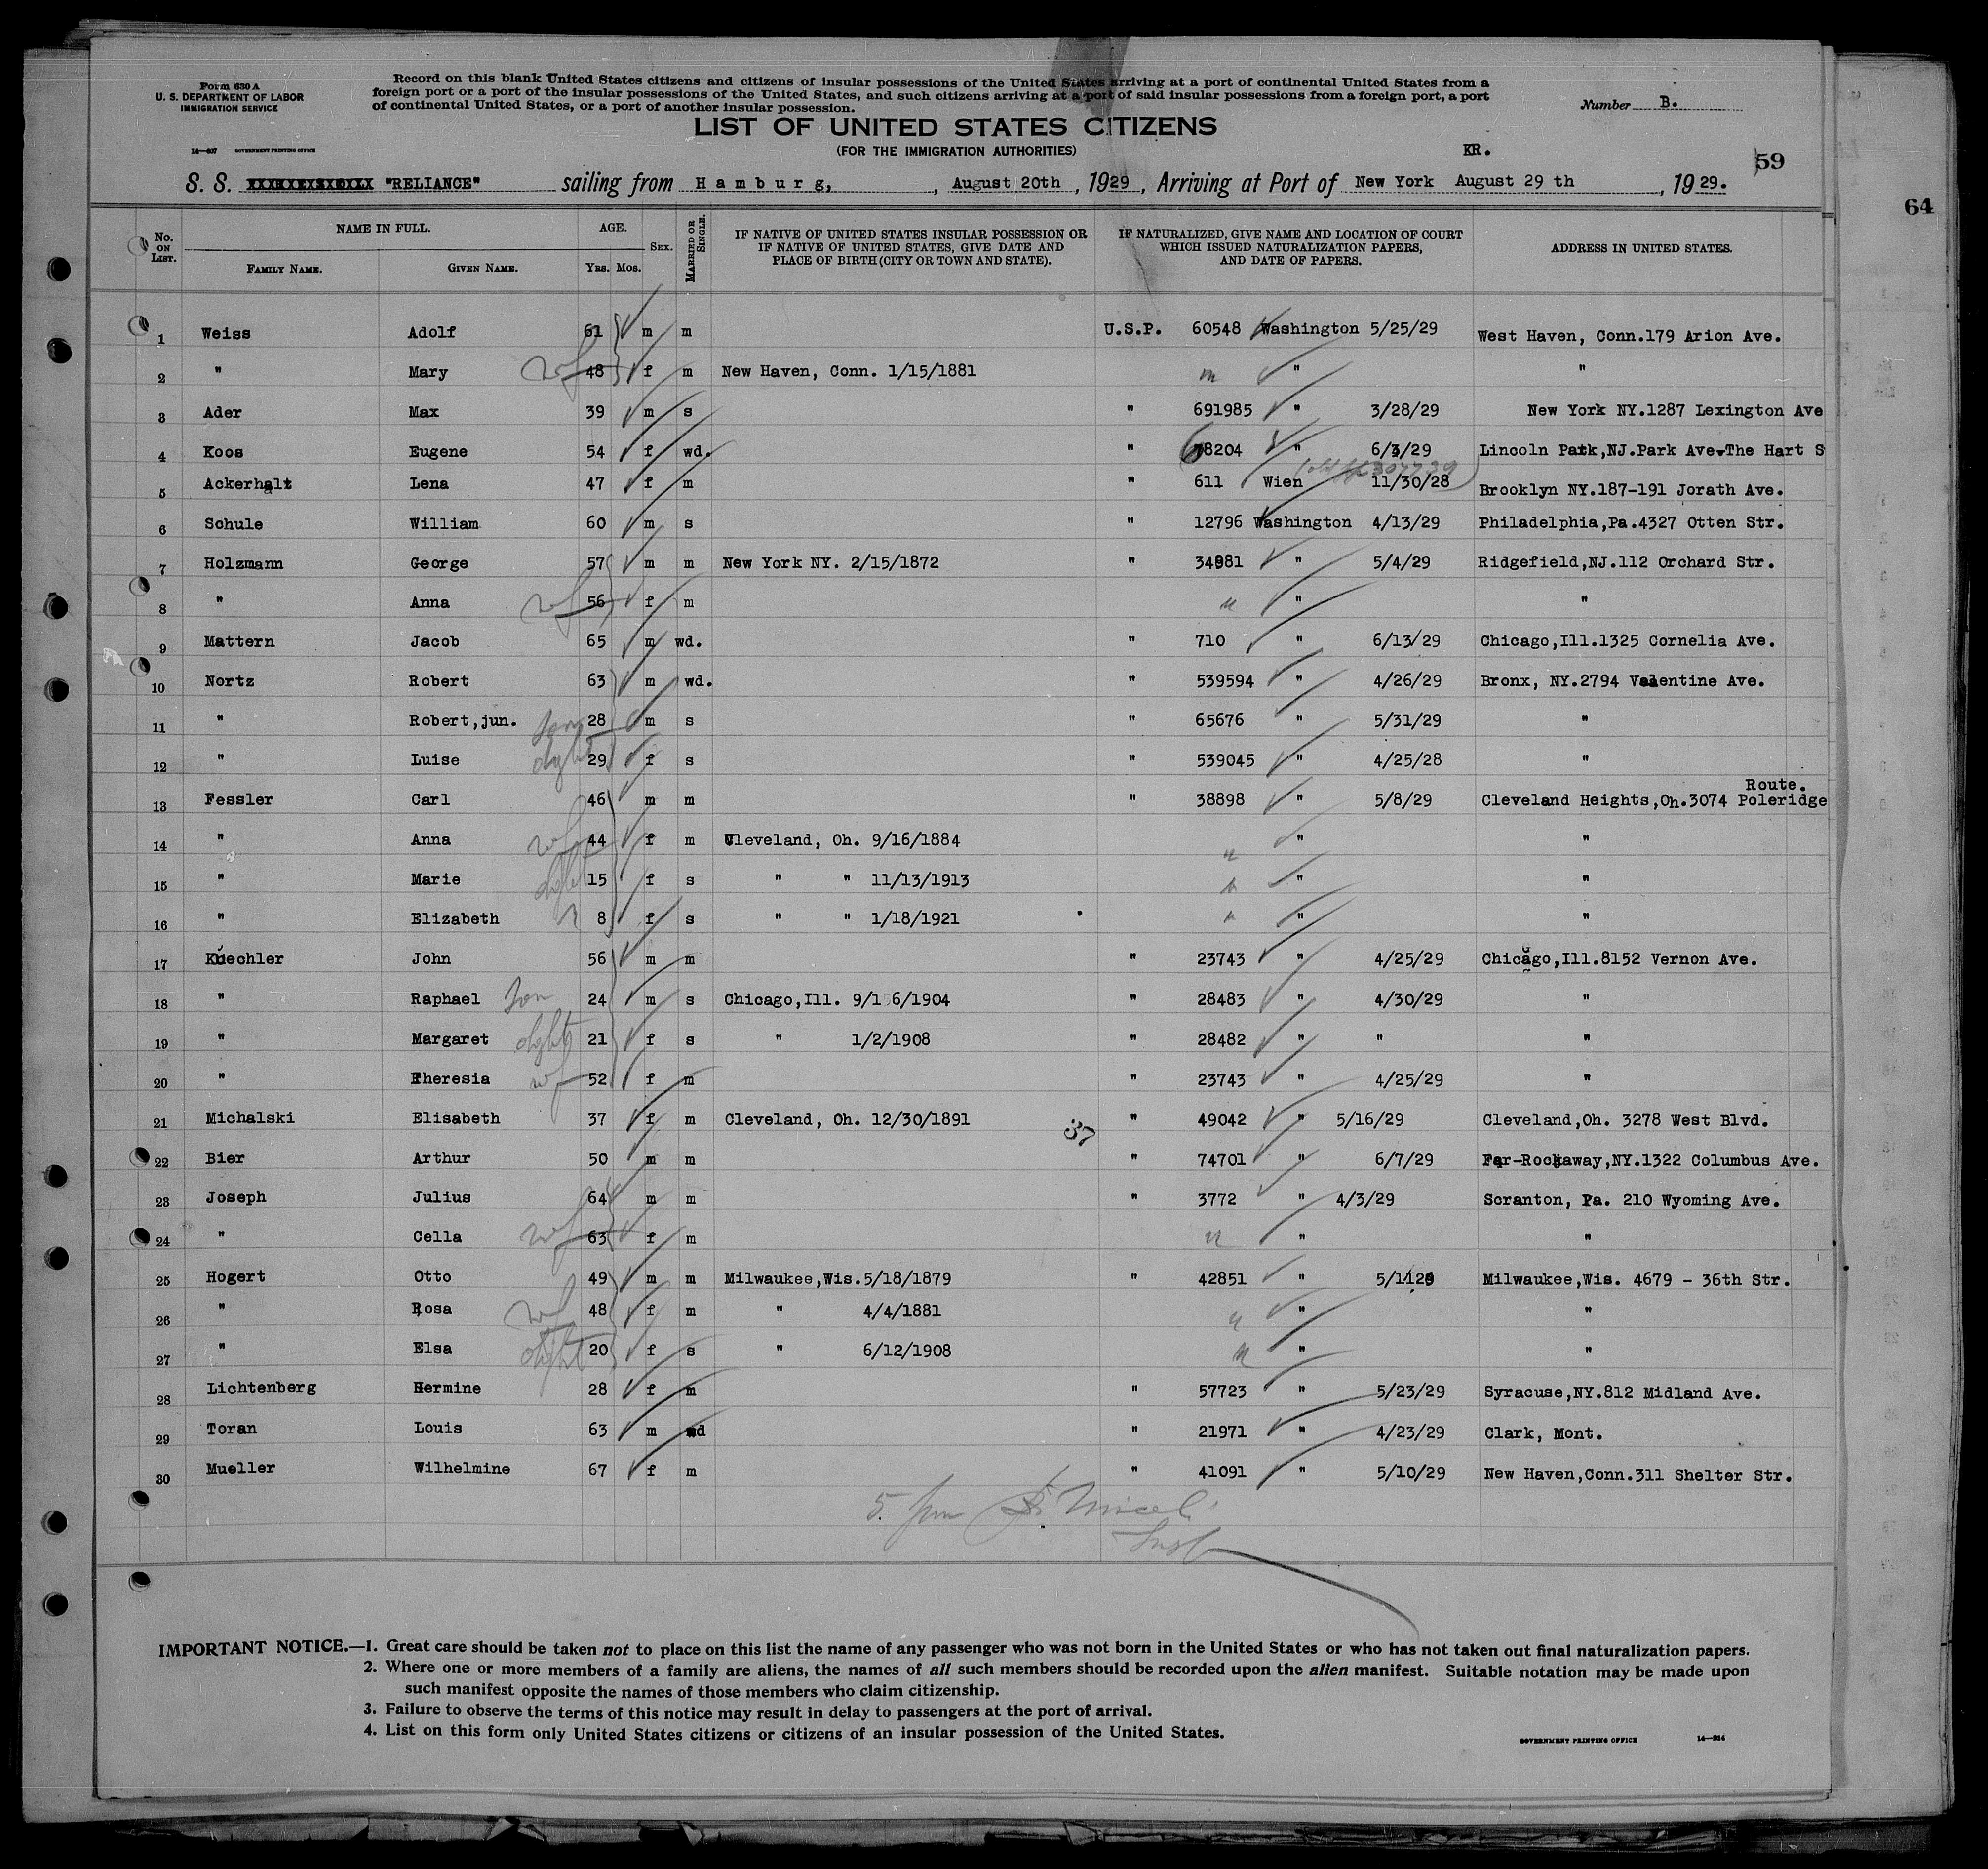 Form 630 A
U. S. DEPARTMENT OF LABOR
IMMIGRATION SERVICE
14—607 GOVERNMENT PRINTING OFFICE
Record on this blank United States citizens and citizens of insular possessions of the United States arriving at a port of continental United States from a
foreign port or a port of the insular possessions of the United States, and such citizens arriving at a port of said insular possessions from a foreign port, a port
of continental United States, or a port of another insular possession.
Number B.
LIST OF UNITED STATES CITIZENS
(FOR THE IMMIGRATION AUTHORITIES)
KR.
59
64
S. S. "RELIANCE" sailing from Hamburg, , August 20th , 1929 , Arriving at Port of New York August 29 th , 1929.
No. ON LIST. NAME IN FULL. FAMILY NAME. GIVEN NAME. AGE. YRS. MOS. SEX. MARRIED OR SINGLE. IF NATIVE OF UNITED STATES INSULAR POSSESSION OR IF NATIVE OF UNITED STATES, GIVE DATE AND PLACE OF BIRTH (CITY OR TOWN AND STATE). IF NATURALIZED, GIVE NAME AND LOCATION OF COURT WHICH ISSUED NATURALIZATION PAPERS, AND DATE OF PAPERS. ADDRESS IN UNITED STATES.
1 Weiss Adolf 61 m m U.S.P. 60548 Washington 5/25/29 West Haven, Conn.179 Arion Ave.
2 " Mary wf 48 f m New Haven, Conn. 1/15/1881 " " "
3 Ader Max 39 m s " 691985 " 3/28/29 New York NY.1287 Lexington Ave
4 Koos Eugene 54 f wd. " 68204 " 6/3/29 Lincoln Park,NJ.Park Ave.The Hart S
5 Ackerhalt Lena 47 f m " 611 Wien 11/30/28 Brooklyn NY.187-191 Jorath Ave.
6 Schule William 60 m s " 12796 Washington 4/13/29 Philadelphia,Pa.4327 Otten Str.
7 Holzmann George 57 m m New York NY. 2/15/1872 " 34981 " 5/4/29 Ridgefield,NJ.112 Orchard Str.
8 " Anna wf 56 f m " " "
9 Mattern Jacob 65 m wd. " 710 " 6/13/29 Chicago,Ill.1325 Cornelia Ave.
10 Nortz Robert 63 m wd. " 539594 " 4/26/29 Bronx, NY.2794 Valentine Ave.
11 " Robert,jun. son 28 m s " 65676 " 5/31/29 "
12 " Luise dght 29 f s " 539045 " 4/25/28 "
13 Fessler Carl 46 m m " 38898 " 5/8/29 Cleveland Heights,Oh.3074 Poleridge Route.
14 " Anna wf 44 f m Cleveland, Oh. 9/16/1884 " " "
15 " Marie dght 15 f s " " 11/13/1913 " " "
16 " Elizabeth " 8 f s " " 1/18/1921 " " "
17 Kuechler John 56 m m " 23743 " 4/25/29 Chicago,Ill.8152 Vernon Ave.
18 " Raphael son 24 m s Chicago,Ill. 9/16/1904 " 28483 " 4/30/29 "
19 " Margaret dght 21 f s " 1/2/1908 " 28482 " " "
20 " Theresia wf 52 f m " 23743 " 4/25/29 "
21 Michalski Elisabeth 37 f m Cleveland, Oh. 12/30/1891 37 " 49042 " 5/16/29 Cleveland,Oh. 3278 West Blvd.
22 Bier Arthur 50 m m " 74701 " 6/7/29 Far-Rockaway,NY.1322 Columbus Ave.
23 Joseph Julius 64 m m " 3772 " 4/3/29 Scranton, Pa. 210 Wyoming Ave.
24 " Cella wf 63 f m " " "
25 Hogert Otto 49 m m Milwaukee,Wis.5/18/1879 " 42851 " Milwaukee,Wis. 4679 - 36th Str.
26 " Rosa wf 48 f m " 4/4/1881 " " "
27 " Elsa dght 20 f s " 6/12/1908 " " "
28 Lichtenberg Hermine 28 f m " 57723 " 5/23/29 Syracuse,NY.812 Midland Ave.
29 Toran Louis 63 m wd " 21971 " 4/23/29 Clark, Mont.
30 Mueller Wilhelmine 67 f m " 41091 " 5/10/29 New Haven,Conn.311 Shelter Str.
IMPORTANT NOTICE.—1. Great care should be taken not to place on this list the name of any passenger who was not born in the United States or who has not taken out final naturalization papers.
2. Where one or more members of a family are aliens, the names of all such members should be recorded upon the alien manifest. Suitable notation may be made upon
such manifest opposite the names of those members who claim citizenship.
3. Failure to observe the terms of this notice may result in delay to passengers at the port of arrival.
4. List on this form only United States citizens or citizens of an insular possession of the United States.
GOVERNMENT PRINTING OFFICE 14—314